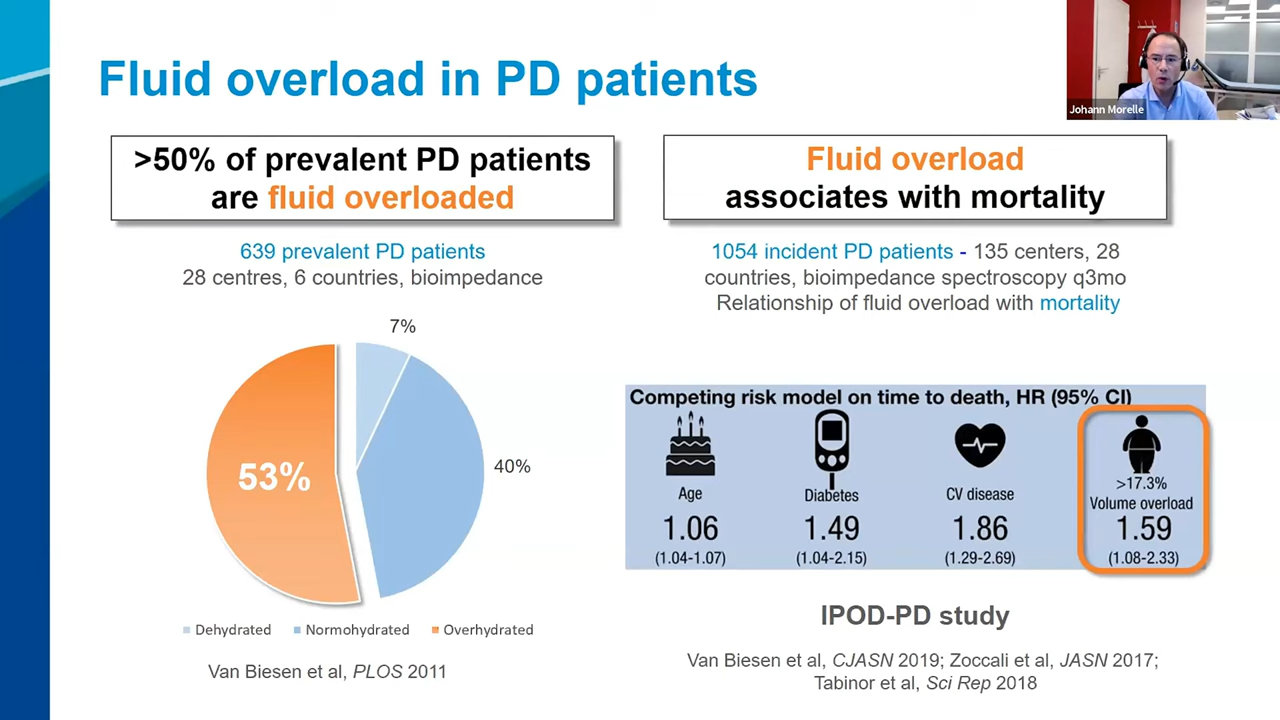 Fluid overload in PD patients
Johann Morelle
>50% of prevalent PD patients
are fluid overloaded
639 prevalent PD patients
28 centres, 6 countries, bioimpedance
7%
53%
40%
Dehydrated Normohydrated Overhydrated
Van Biesen et al, PLOS 2011
Fluid overload
associates with mortality
1054 incident PD patients - 135 centers, 28
countries, bioimpedance spectroscopy q3mo
Relationship of fluid overload with mortality
Competing risk model on time to death, HR (95% CI)
Age
1.06
(1.04-1.07)
Diabetes
1.49
(1.04-2.15)
CV disease
1.86
(1.29-2.69)
>17.3%
Volume overload
1.59
(1.08-2.33)
IPOD-PD study
Van Biesen et al, CJASN 2019; Zoccali et al, JASN 2017;
Tabinor et al, Sci Rep 2018